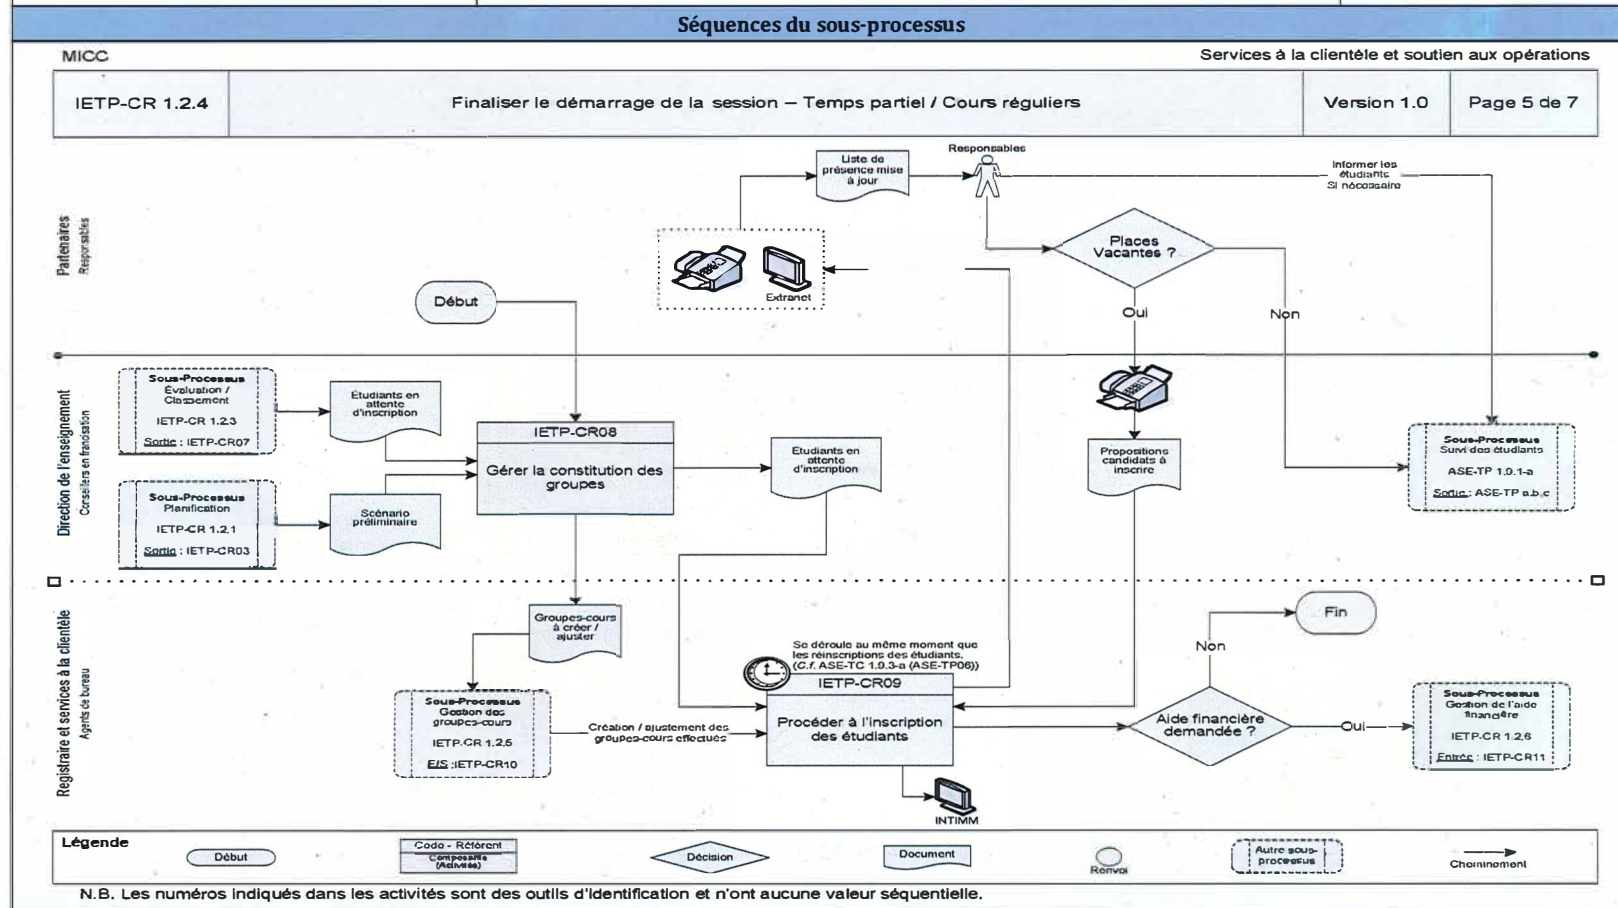 Séquences du sous-processus
MICC
Services à la clientèle et soutien aux opérations
IETP-CR 1.2.4
Finaliser le démarrage de la session – Temps partiel / Cours réguliers
Version 1.0
Page 5 de 7
Partenaires
Responsables
Liste de
présence mise
à jour
Responsables
Informer les
étudiants
Si nécessaire
Places
Vacantes ?
Extranet
Début
Oui
Non
Direction de l'enseignement
Conseillers en francisation
Sous-Processus
Évaluation /
Classement
IETP-CR 1.2.3
Sortie : IETP-CR07
Étudiants en
attente
d'inscription
IETP-CR08
Gérer la constitution des
groupes
Étudiants en
attente
d'inscription
Propositions
candidats à
inscrire
Sous-Processus
Suivi des étudiants
ASE-TP 1.9.1-a
Sortie : ASE-TP a.b.c
Sous-Processus
Planification
IETP-CR 1.2.1
Sortie : IETP-CR03
Scénario
préliminaire
Registraire et services à la clientèle
Agents de bureau
Groupes-cours
à créer /
ajuster
Se déroule au même moment que
les réinscriptions des étudiants.
(C.f. ASE-TC 1.9.3-a (ASE-TP06))
IETP-CR09
Procéder à l'inscription
des étudiants
Fin
Non
Sous-Processus
Gestion des
groupes-cours
IETP-CR 1.2.5
E/S :IETP-CR10
Création / ajustement des
groupes-cours effectués
Aide financière
demandée ?
Oui
Sous-Processus
Gestion de l'aide
financière
IETP-CR 1.2.6
Entrée : IETP-CR11
INTIMM
Légende
Début
Code - Référent
Composante
(Activités)
Décision
Document
Renvoi
Autre sous-
processus
Cheminement
N.B. Les numéros indiqués dans les activités sont des outils d'identification et n'ont aucune valeur séquentielle.